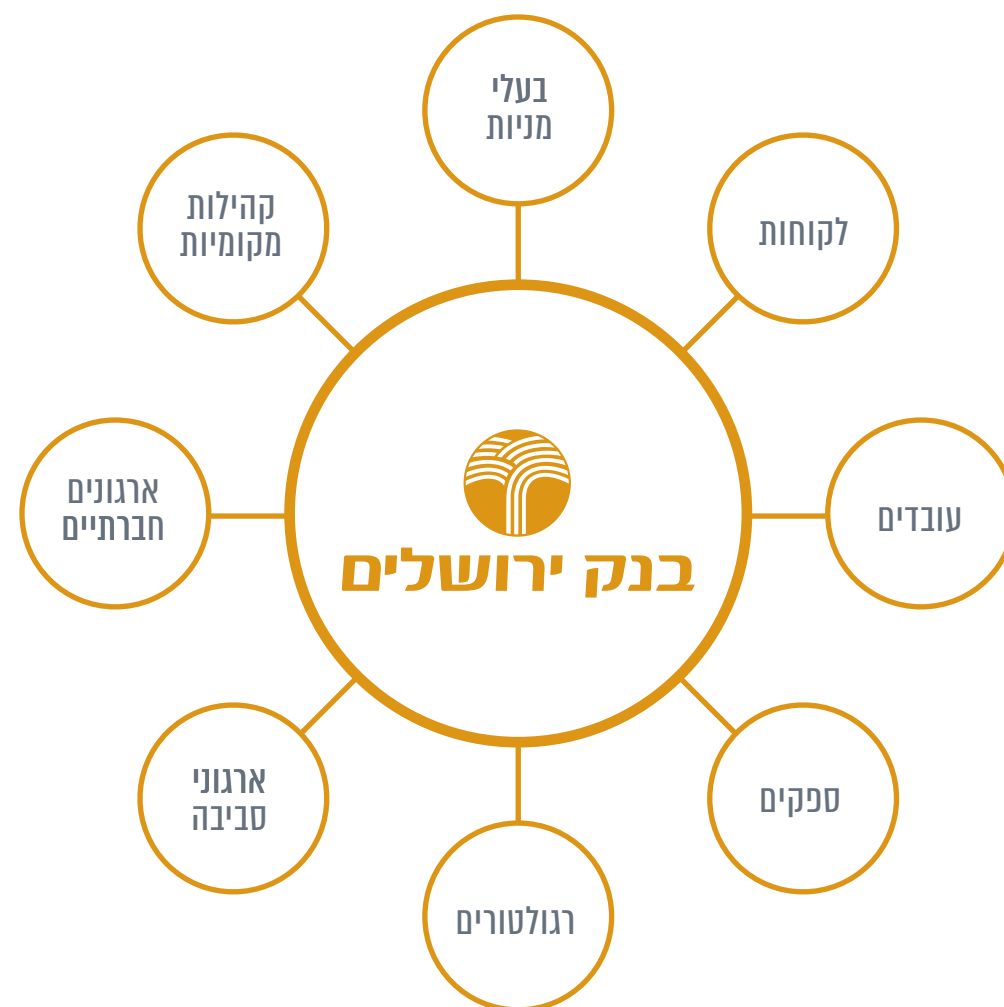 בעלי
מניות
לקוחות
קהילות
מקומיות
עובדים
ארגונים
חברתיים
בנק ירושלים
ספקים
ארגוני
סביבה
רגולטורים